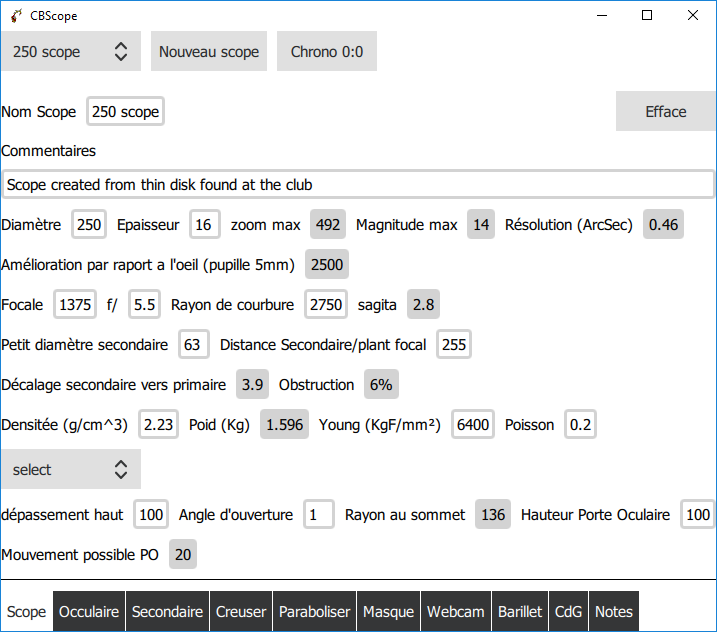 CBScope
250 scope Nouveau scope Chrono 0:0
Nom Scope 250 scope Efface
Commentaires
Scope created from thin disk found at the club
Diamètre 250 Epaisseur 16 zoom max 492 Magnitude max 14 Résolution (ArcSec) 0.46
Amélioration par raport a l'oeil (pupille 5mm) 2500
Focale 1375 f/ 5.5 Rayon de courbure 2750 sagita 2.8
Petit diamètre secondaire 63 Distance Secondaire/plant focal 255
Décalage secondaire vers primaire 3.9 Obstruction 6%
Densitée (g/cm^3) 2.23 Poid (Kg) 1.596 Young (KgF/mm²) 6400 Poisson 0.2
select
dépassement haut 100 Angle d'ouverture 1 Rayon au sommet 136 Hauteur Porte Oculaire 100
Mouvement possible PO 20
Scope Occulaire Secondaire Creuser Paraboliser Masque Webcam Barillet CdG Notes